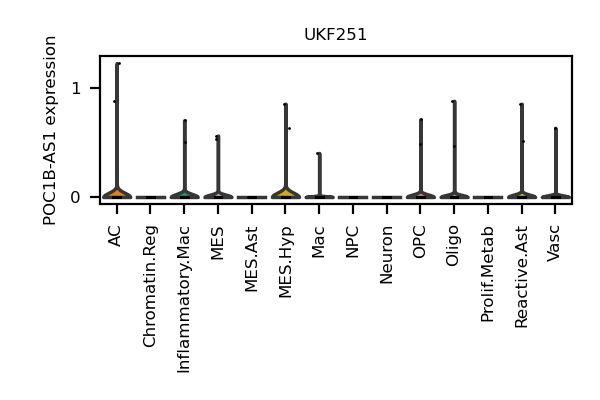 UKF251
POC1B-AS1 expression
1
0
AC
Chromatin.Reg
Inflammatory.Mac
MES
MES.Ast
MES.Hyp
Mac
NPC
Neuron
OPC
Oligo
Prolif.Metab
Reactive.Ast
Vasc